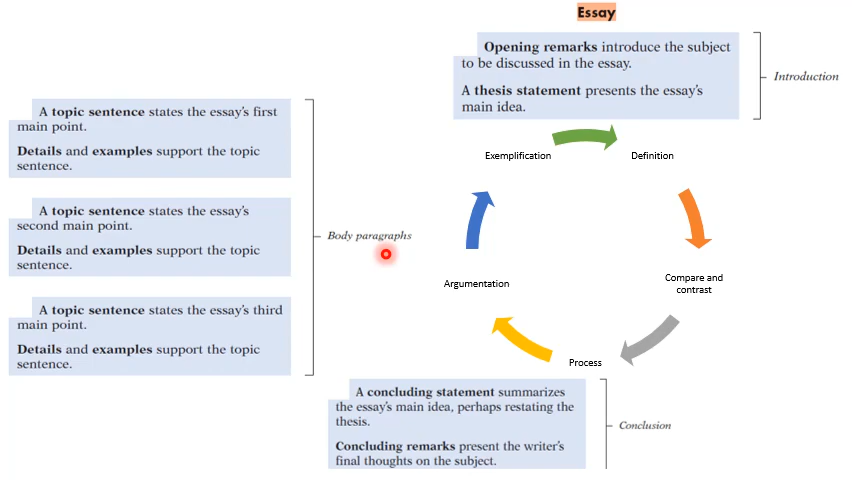 Essay
Opening remarks introduce the subject
to be discussed in the essay.
A thesis statement presents the essay's
main idea.
Introduction
A topic sentence states the essay's first
main point.
Details and examples support the topic
sentence.
A topic sentence states the essay's
second main point.
Details and examples support the topic
sentence.
A topic sentence states the essay's third
main point.
Details and examples support the topic
sentence.
Body paragraphs
Exemplification
Definition
Compare and
contrast
Process
Argumentation
A concluding statement summarizes
the essay's main idea, perhaps restating the
thesis.
Concluding remarks present the writer's
final thoughts on the subject.
Conclusion